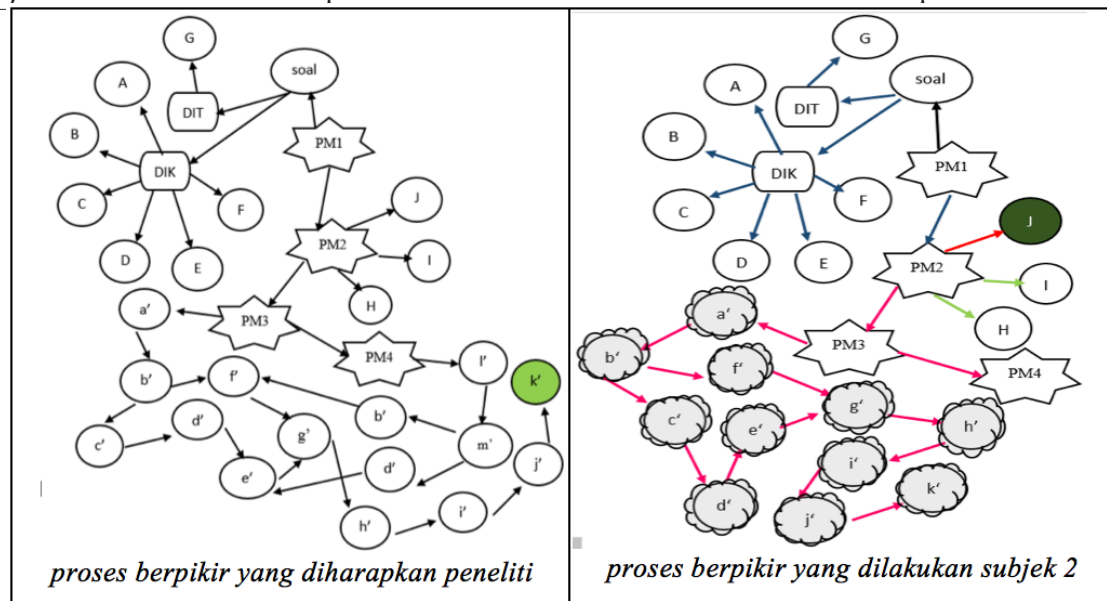 G
soal
A
DIT
B
PM1
DIK
C
F
J
PM2
I
D
E
H
a'
PM3
PM4
l'
b'
f'
k'
b'
d'
g'
c'
m'
d'
e'
j'
i'
h'
proses berpikir yang diharapkan peneliti
G
soal
A
DIT
B
PM1
DIK
F
C
J
D
E
PM2
I
a'
H
PM3
b'
f'
PM4
g'
c'
e'
h'
i'
k'
d'
j'
proses berpikir yang dilakukan subjek 2